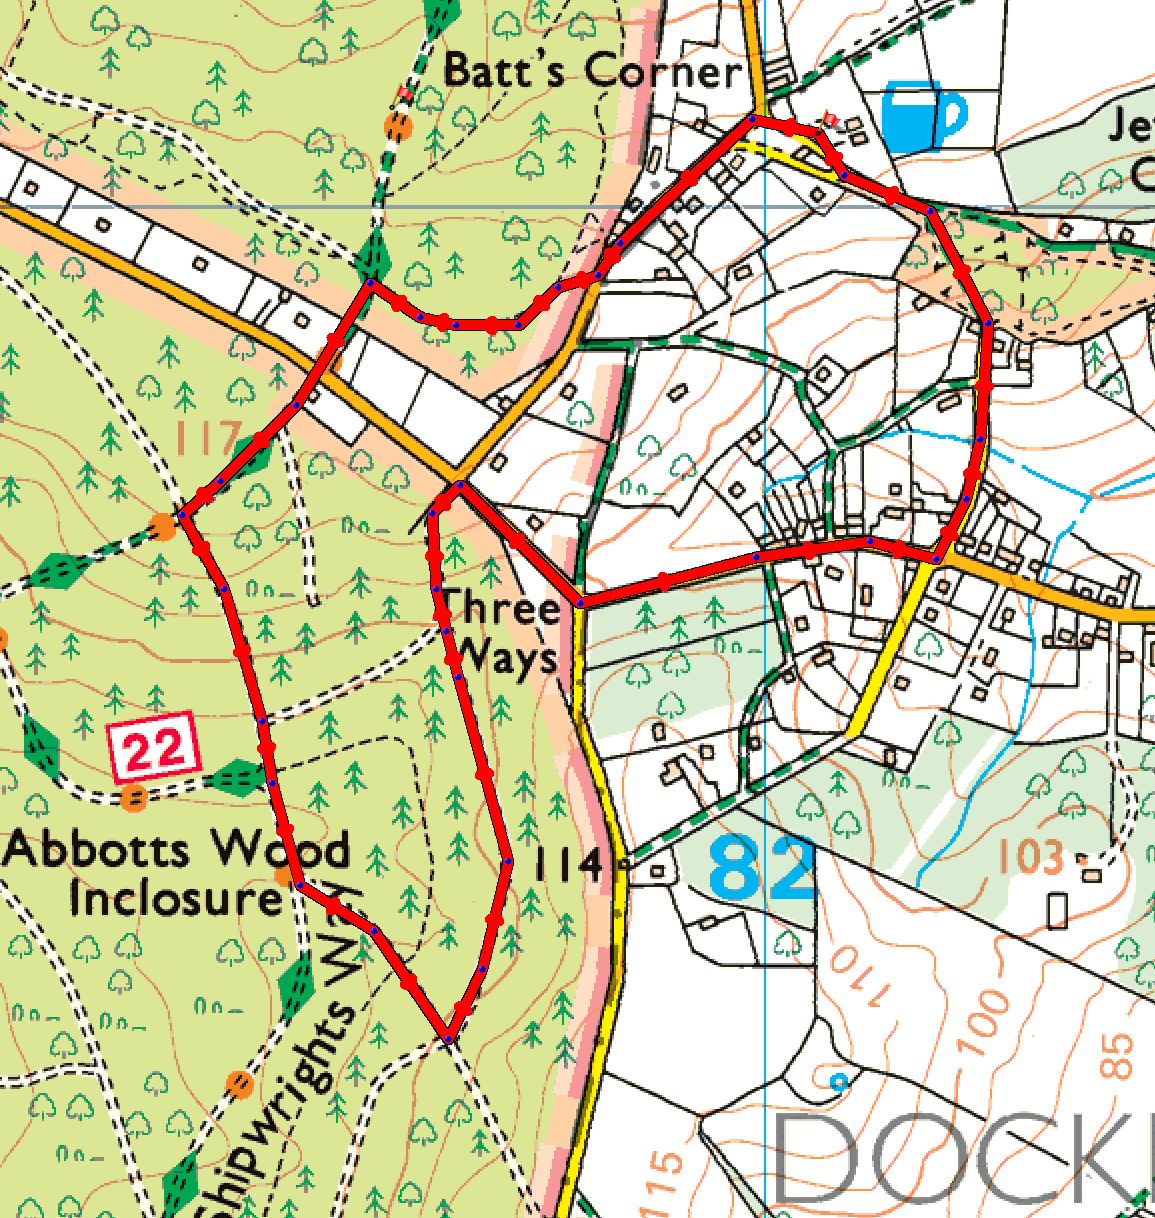 Batt's Corner
Je
C
117
Three
Ways
22
Abbotts Wood
Inclosure
114
82
103
Shipwrights Way
110
100
85
115
DOCK